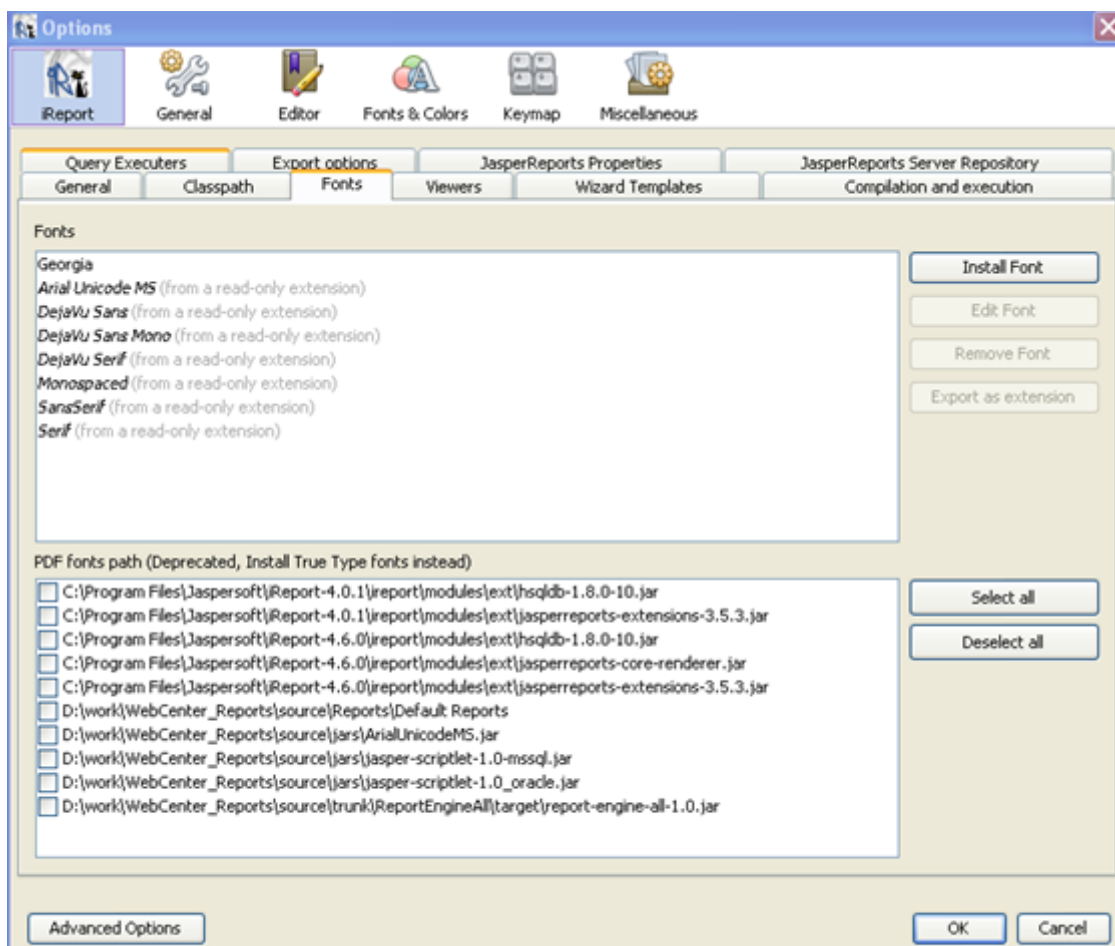 Options
iReport General Editor Fonts & Colors Keymap Miscellaneous
Query Executers Export options JasperReports Properties JasperReports Server Repository
General Classpath Fonts Viewers Wizard Templates Compilation and execution
Fonts
Georgia
Arial Unicode MS (from a read-only extension)
DejaVu Sans (from a read-only extension)
DejaVu Sans Mono (from a read-only extension)
DejaVu Serif (from a read-only extension)
Monospaced (from a read-only extension)
SansSerif (from a read-only extension)
Serif (from a read-only extension)
Install Font
Edit Font
Remove Font
Export as extension
PDF fonts path (Deprecated, Install True Type fonts instead)
C:\Program Files\Jaspersoft\iReport-4.0.1\ireport\modules\ext\hsqldb-1.8.0-10.jar
C:\Program Files\Jaspersoft\iReport-4.0.1\ireport\modules\ext\jasperreports-extensions-3.5.3.jar
C:\Program Files\Jaspersoft\iReport-4.6.0\ireport\modules\ext\hsqldb-1.8.0-10.jar
C:\Program Files\Jaspersoft\iReport-4.6.0\ireport\modules\ext\jasperreports-core-renderer.jar
C:\Program Files\Jaspersoft\iReport-4.6.0\ireport\modules\ext\jasperreports-extensions-3.5.3.jar
D:\work\WebCenter_Reports\source\Reports\Default Reports
D:\work\WebCenter_Reports\source\jars\ArialUnicodeMS.jar
D:\work\WebCenter_Reports\source\jars\jasper-scriptlet-1.0-mssql.jar
D:\work\WebCenter_Reports\source\jars\jasper-scriptlet-1.0_oracle.jar
D:\work\WebCenter_Reports\source\trunk\ReportEngineAll\target\report-engine-all-1.0.jar
Select all
Deselect all
Advanced Options OK Cancel